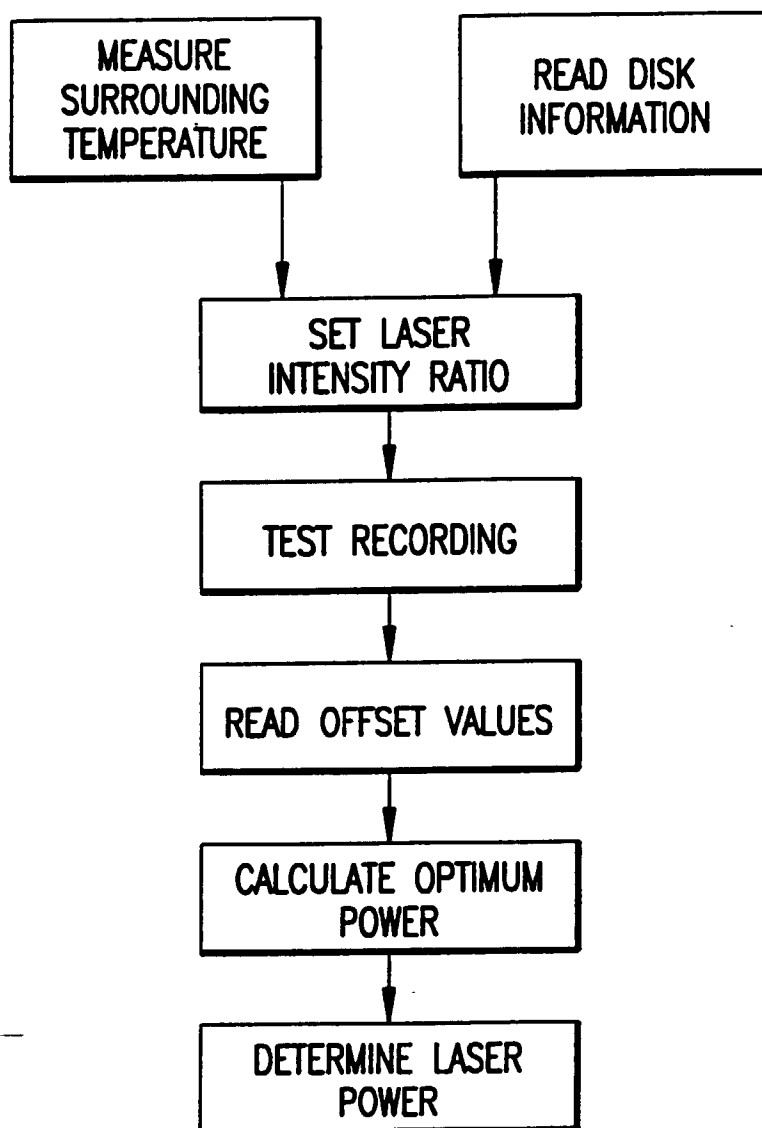 MEASURE
SURROUNDING
TEMPERATURE
READ DISK
INFORMATION
SET LASER
INTENSITY RATIO
TEST RECORDING
READ OFFSET VALUES
CALCULATE OPTIMUM
POWER
DETERMINE LASER
POWER